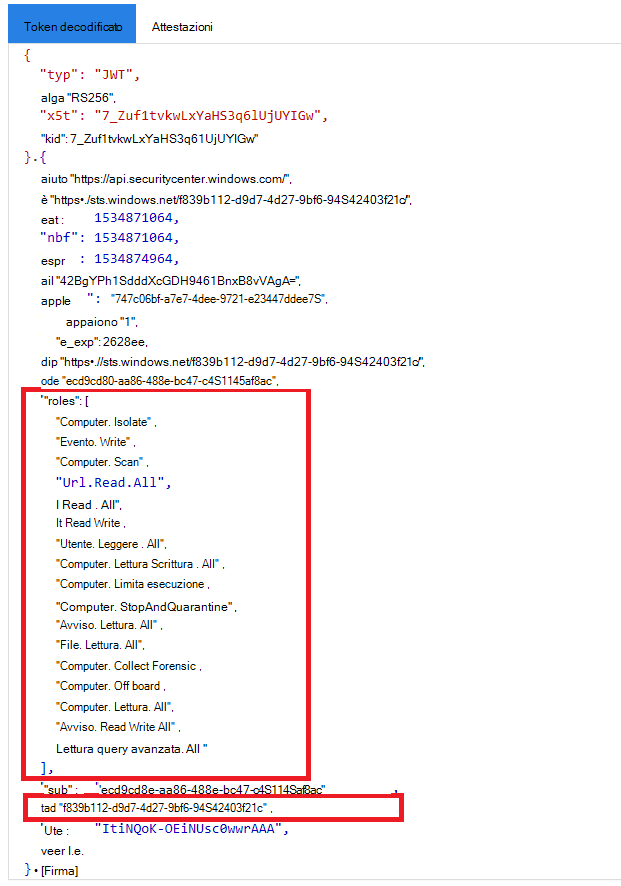 Token decodificato Attestazioni
{
"typ": "JWT",
alga "RS256",
"x5t": "7_Zuf1tvkwLxYaHS3q6lUjUYIGw",
"kid": 7_Zuf1tvkwLxYaHS3q61UjUYIGw"
}.{
aiuto "https://api.securitycenter.windows.com/",
è "https•./sts.windows.net/f839b112-d9d7-4d27-9bf6-94S42403f21c/",
eat : 1534871064,
"nbf": 1534871064,
espr : 1534874964,
ail "42BgYPh1SdddXcGDH9461BnxB8vVAgA=",
apple ": "747c06bf-a7e7-4dee-9721-e23447ddee7S",
appaiono "1",
"e_exp": 2628ee,
dip "https•.//sts.windows.net/f839b112-d9d7-4d27-9bf6-94S42403f21c/",
ode "ecd9cd80-aa86-488e-bc47-c4S1145af8ac",
'"roles": [
"Computer. Isolate" ,
"Evento. Write" ,
"Computer. Scan" ,
"Url.Read.All",
I Read . All",
It Read Write ,
"Utente. Leggere . All",
"Computer. Lettura Scrittura . All" ,
"Computer. Limita esecuzione ,
"Computer. StopAndQuarantine" ,
"Avviso. Lettura. All" ,
"File. Lettura. All",
"Computer. Collect Forensic ,
"Computer. Off board ,
"Computer. Lettura. All",
"Avviso. Read Write All" ,
Lettura query avanzata. All "
],
'"sub" : '"ecd9cd8e-aa86-488e-bc47-c4S114Saf8ac" ,
tad "f839b112-d9d7-4d27-9bf6-94S42403f21c" ,
'Ute : "ItiNQoK-OEiNUsc0wwrAAA",
veer I.e.
} • [Firma]